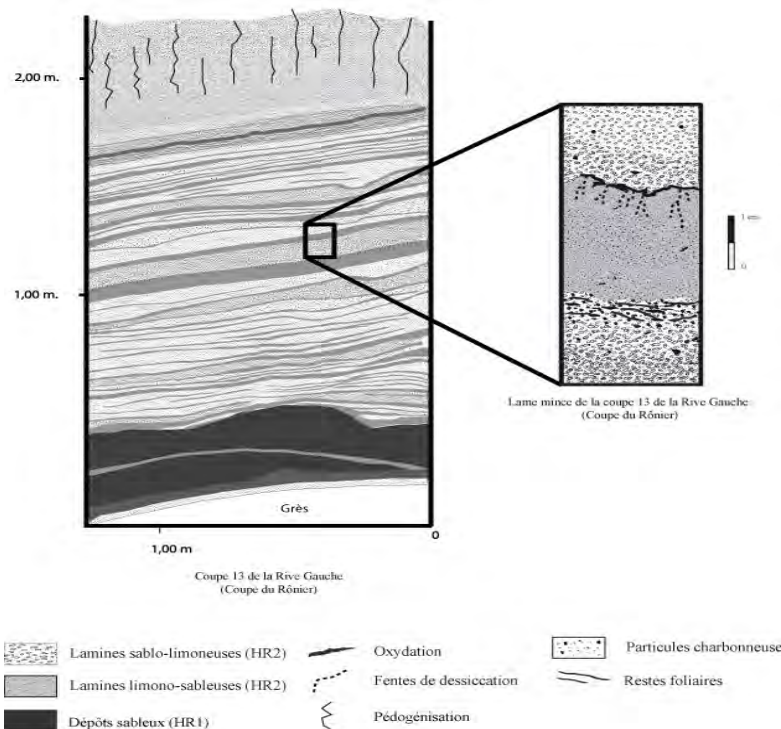 2,00 m.
1,00 m.
Grès
1,00 m
0
Coupe 13 de la Rive Gauche
(Coupe du Rônier)
1 cm
0
Lame mince de la coupe 13 de la Rive Gauche
(Coupe du Rônier)
Lamines sablo-limoneuses (HR2)
Oxydation
Particules charbonneuse
Lamines limono-sableuses (HR2)
Fentes de dessiccation
Restes foliaires
Dépôts sableux (HR1)
Pédogénisation